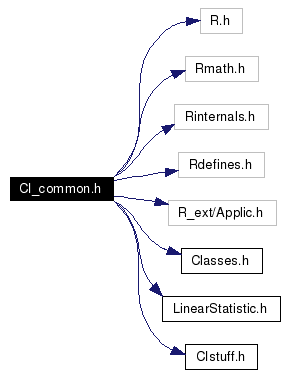 R.h
Rmath.h
Rinternals.h
Rdefines.h
CI_common.h
R_ext/Applic.h
Classes.h
LinearStatistic.h
CIstuff.h